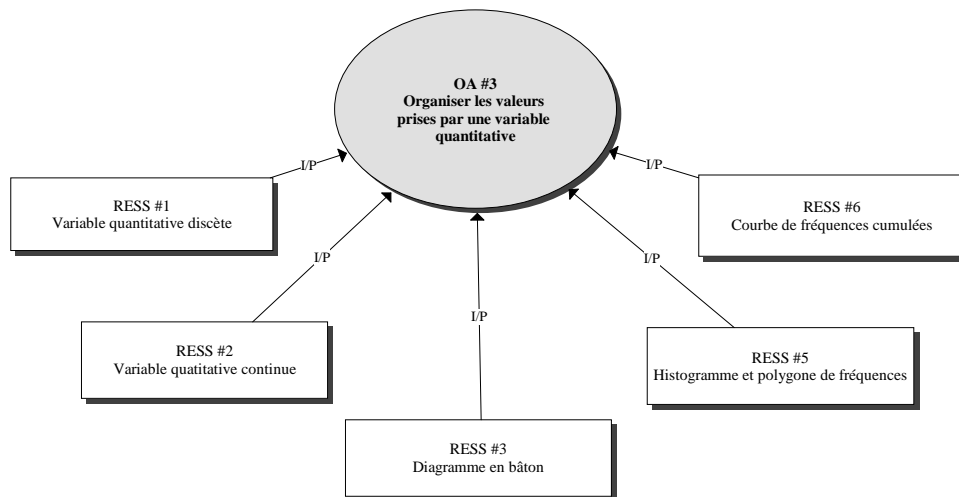 OA #3
Organiser les valeurs
prises par une variable
quantitative
I/P
I/P
I/P
I/P
I/P
RESS #1
Variable quantitative discète
RESS #6
Courbe de fréquences cumulées
RESS #2
Variable quatitative continue
RESS #5
Histogramme et polygone de fréquences
RESS #3
Diagramme en bâton